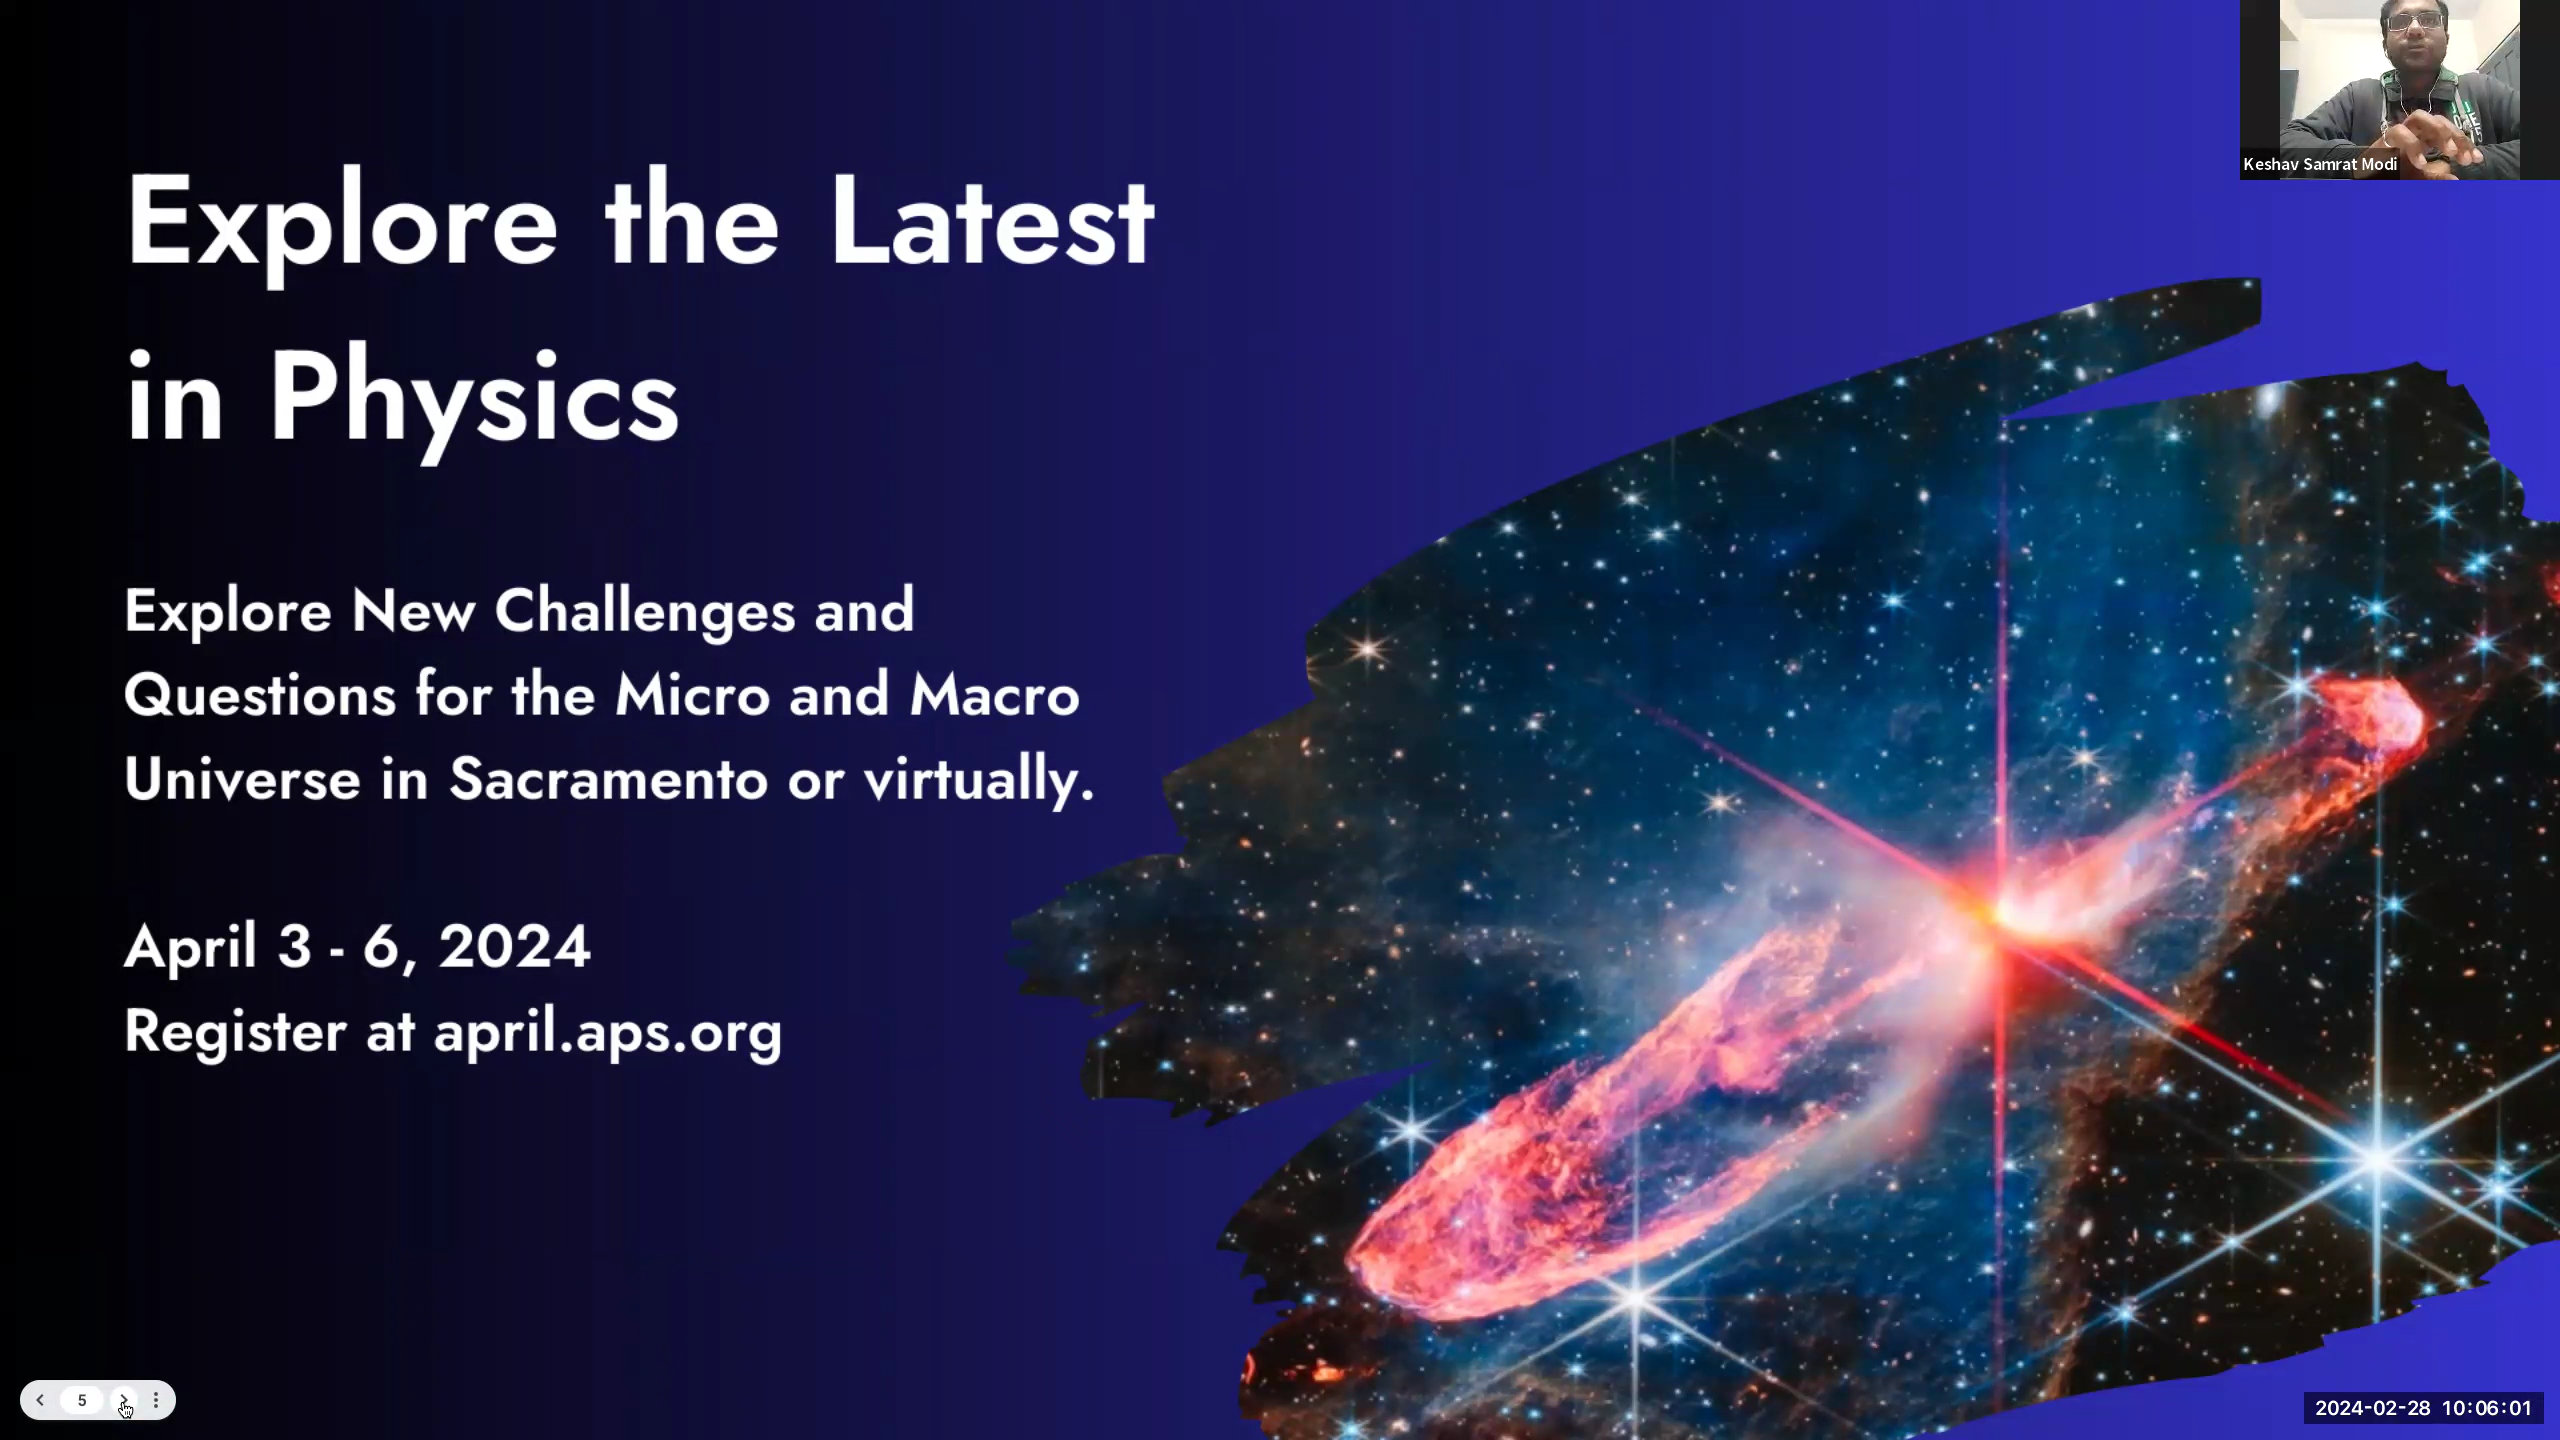 Keshav Samrat Modi
Explore the Latest
in Physics
Explore New Challenges and
Questions for the Micro and Macro
Universe in Sacramento or virtually.
April 3 - 6, 2024
Register at april.aps.org
5
2024-02-28 10:06:01